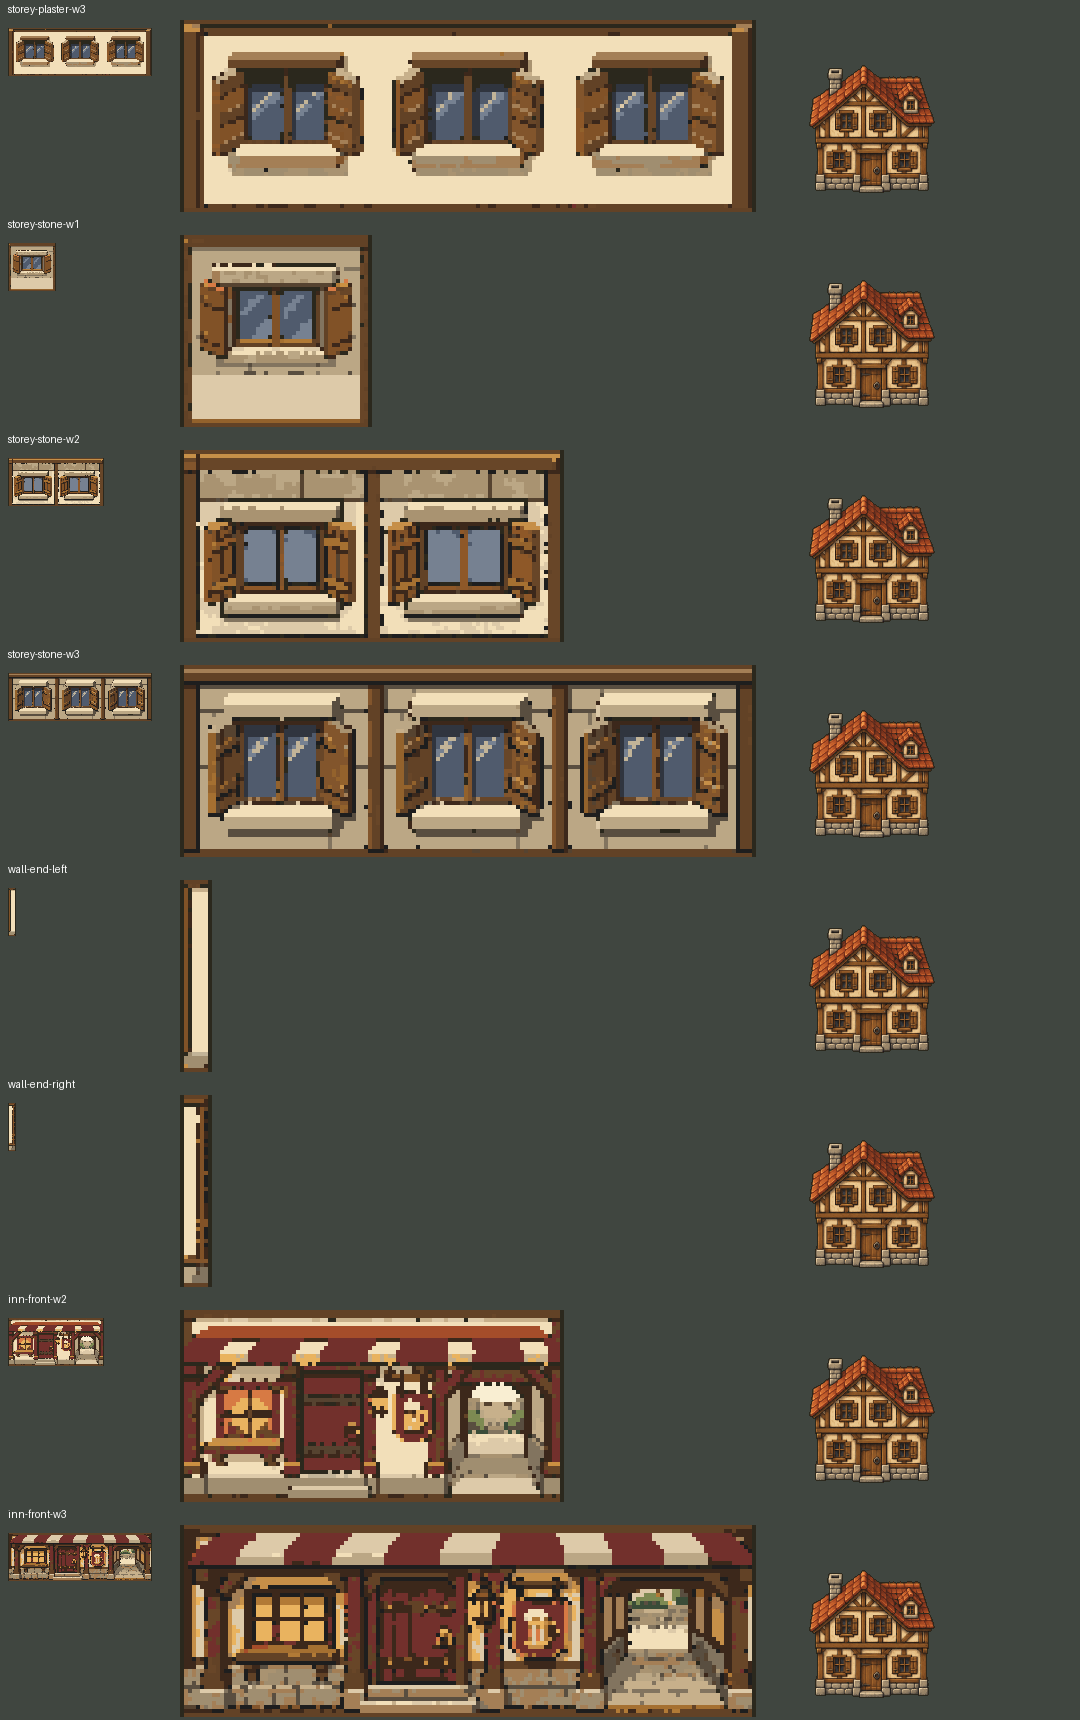 storey-plaster-w3
storey-stone-w1
storey-stone-w2
storey-stone-w3
wall-end-left
wall-end-right
inn-front-w2
inn-front-w3